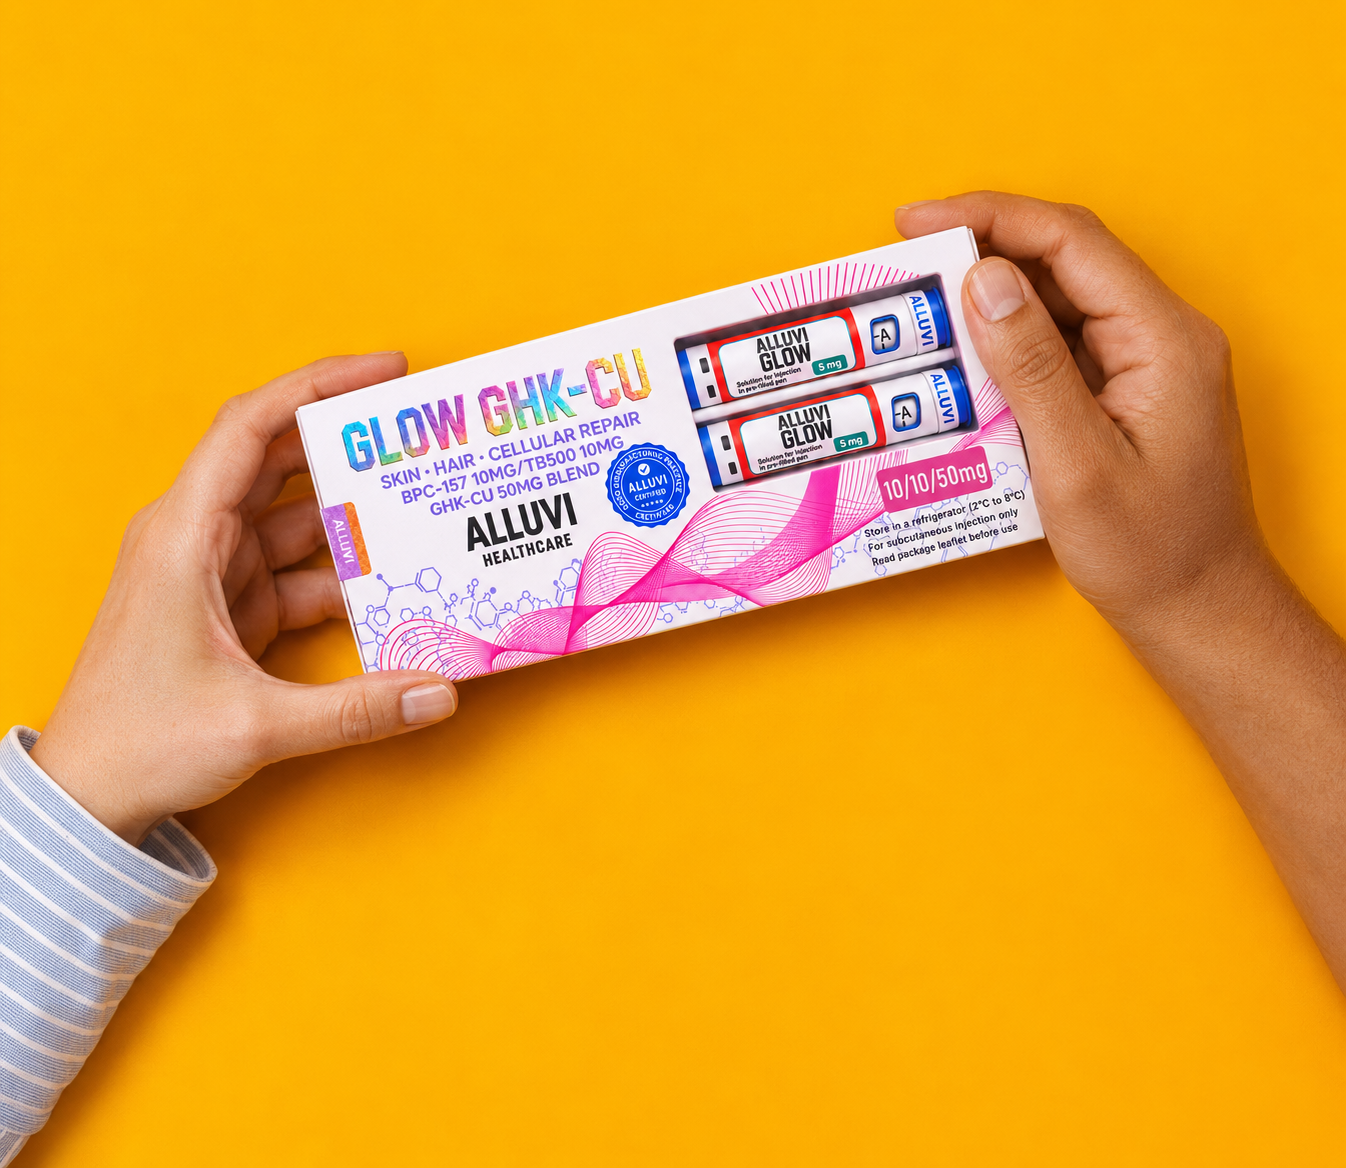 GLOW GHK-CU
SKIN • HAIR • CELLULAR REPAIR
BPC-157 10MG/TB500 10MG
GHK-CU 50MG BLEND
ALLUVI
HEALTHCARE
ALLUVI
ALLUVI
CERTIFIED
ALLUVI
GLOW
Solution for injection
in pre-filled pen
5 mg
A
ALLUVI
ALLUVI
GLOW
Solution for injection
in pre-filled pen
5 mg
A
ALLUVI
10/10/50mg
Store in a refrigerator (2°C to 8°C)
For subcutaneous injection only
Read package leaflet before use